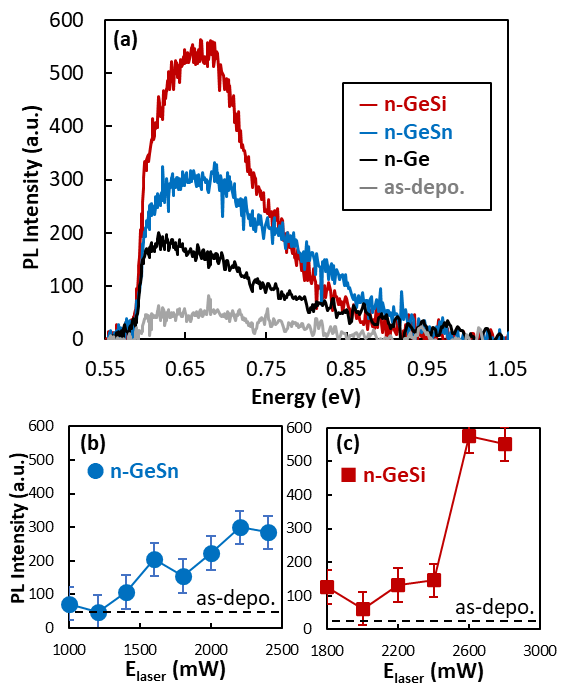 600
(a)
500
n-GeSi
n-GeSn
400
n-Ge
as-depo.
300
200
100
0
PL Intensity (a.u.)
0.55 0.65 0.75 0.85 0.95 1.05
Energy (eV)
600
(b)
500
n-GeSn
400
300
200
100
as-depo.
0
PL Intensity (a.u.)
1000 1500 2000 2500
Elaser (mW)
600
(c)
500
n-GeSi
400
300
200
100
as-depo.
0
1800 2200 2600 3000
Elaser (mW)